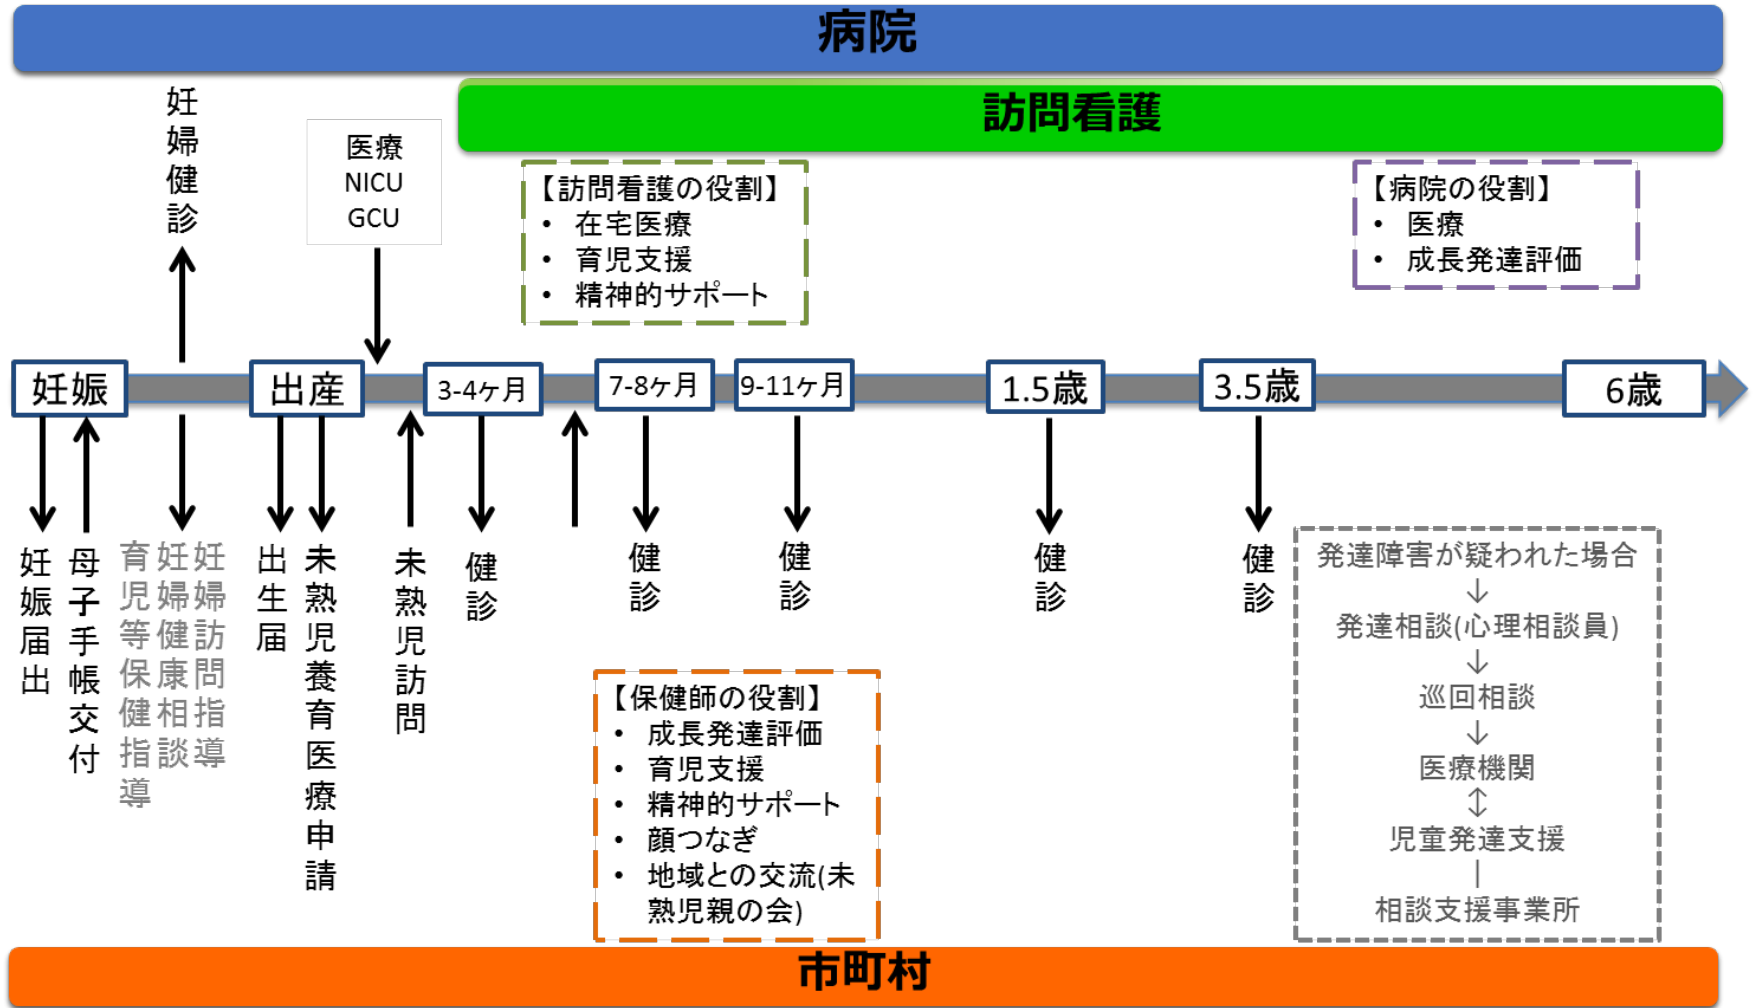 病院
訪問看護
妊婦健診
医療
NICU
GCU
【訪問看護の役割】
• 在宅医療
• 育児支援
• 精神的サポート
【病院の役割】
• 医療
• 成長発達評価
妊娠
出産
3-4ヶ月
7-8ヶ月
9-11ヶ月
1.5歳
3.5歳
6歳
妊娠届出
母子手帳交付
妊婦訪問指導
妊婦健康相談
育児等保健指導
出生届
未熟児養育医療申請
未熟児訪問
健診
健診
健診
健診
健診
【保健師の役割】
• 成長発達評価
• 育児支援
• 精神的サポート
• 顔つなぎ
• 地域との交流(未
熟児親の会)
発達障害が疑われた場合
↓
発達相談(心理相談員)
↓
巡回相談
↓
医療機関
↕
児童発達支援
｜
相談支援事業所
市町村